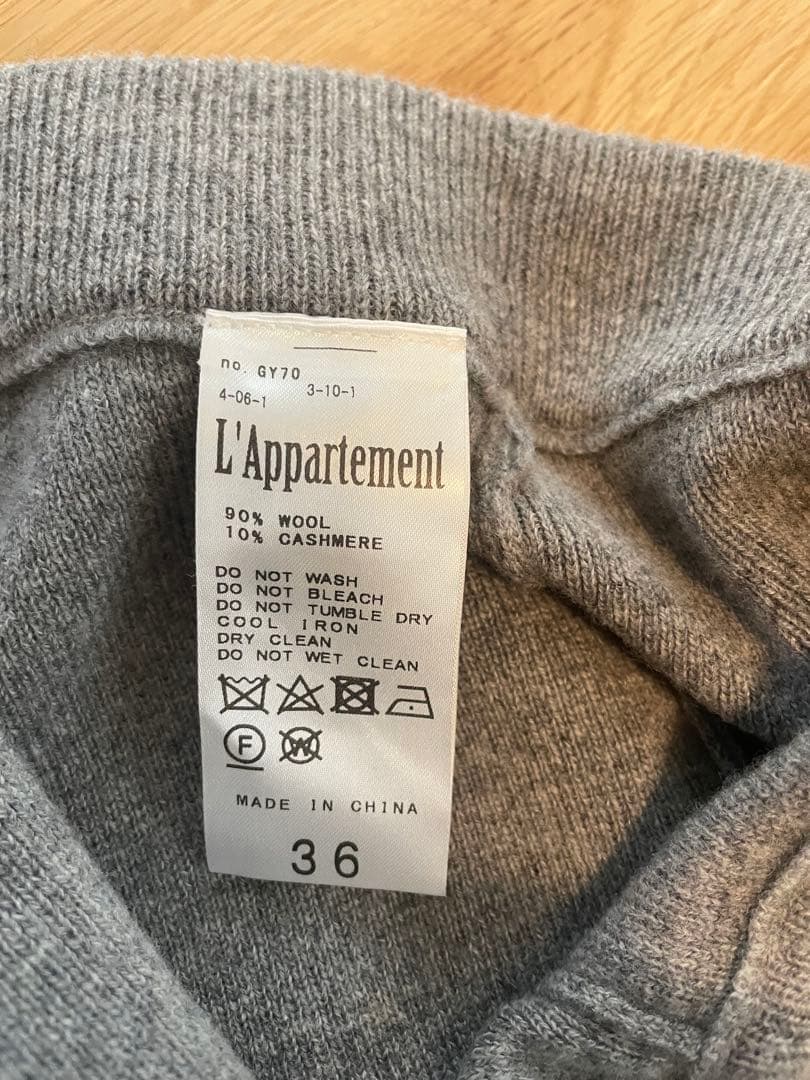 no. GY70
4-06-1 3-10-1
L'Appartement
90% WOOL
10% CASHMERE
DO NOT WASH
DO NOT BLEACH
DO NOT TUMBLE DRY
COOL IRON
DRY CLEAN
DO NOT WET CLEAN
F W
MADE IN CHINA
36